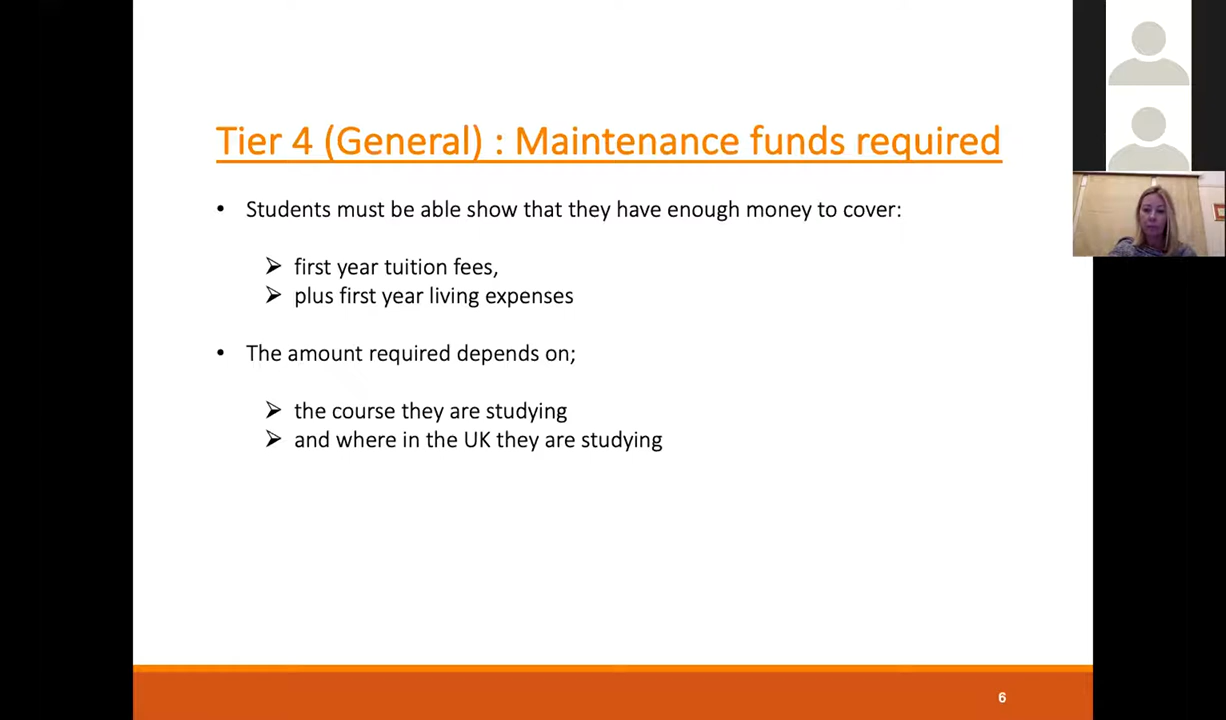 Tier 4 (General) : Maintenance funds required
• Students must be able show that they have enough money to cover:
➢ first year tuition fees,
➢ plus first year living expenses
• The amount required depends on;
➢ the course they are studying
➢ and where in the UK they are studying
6